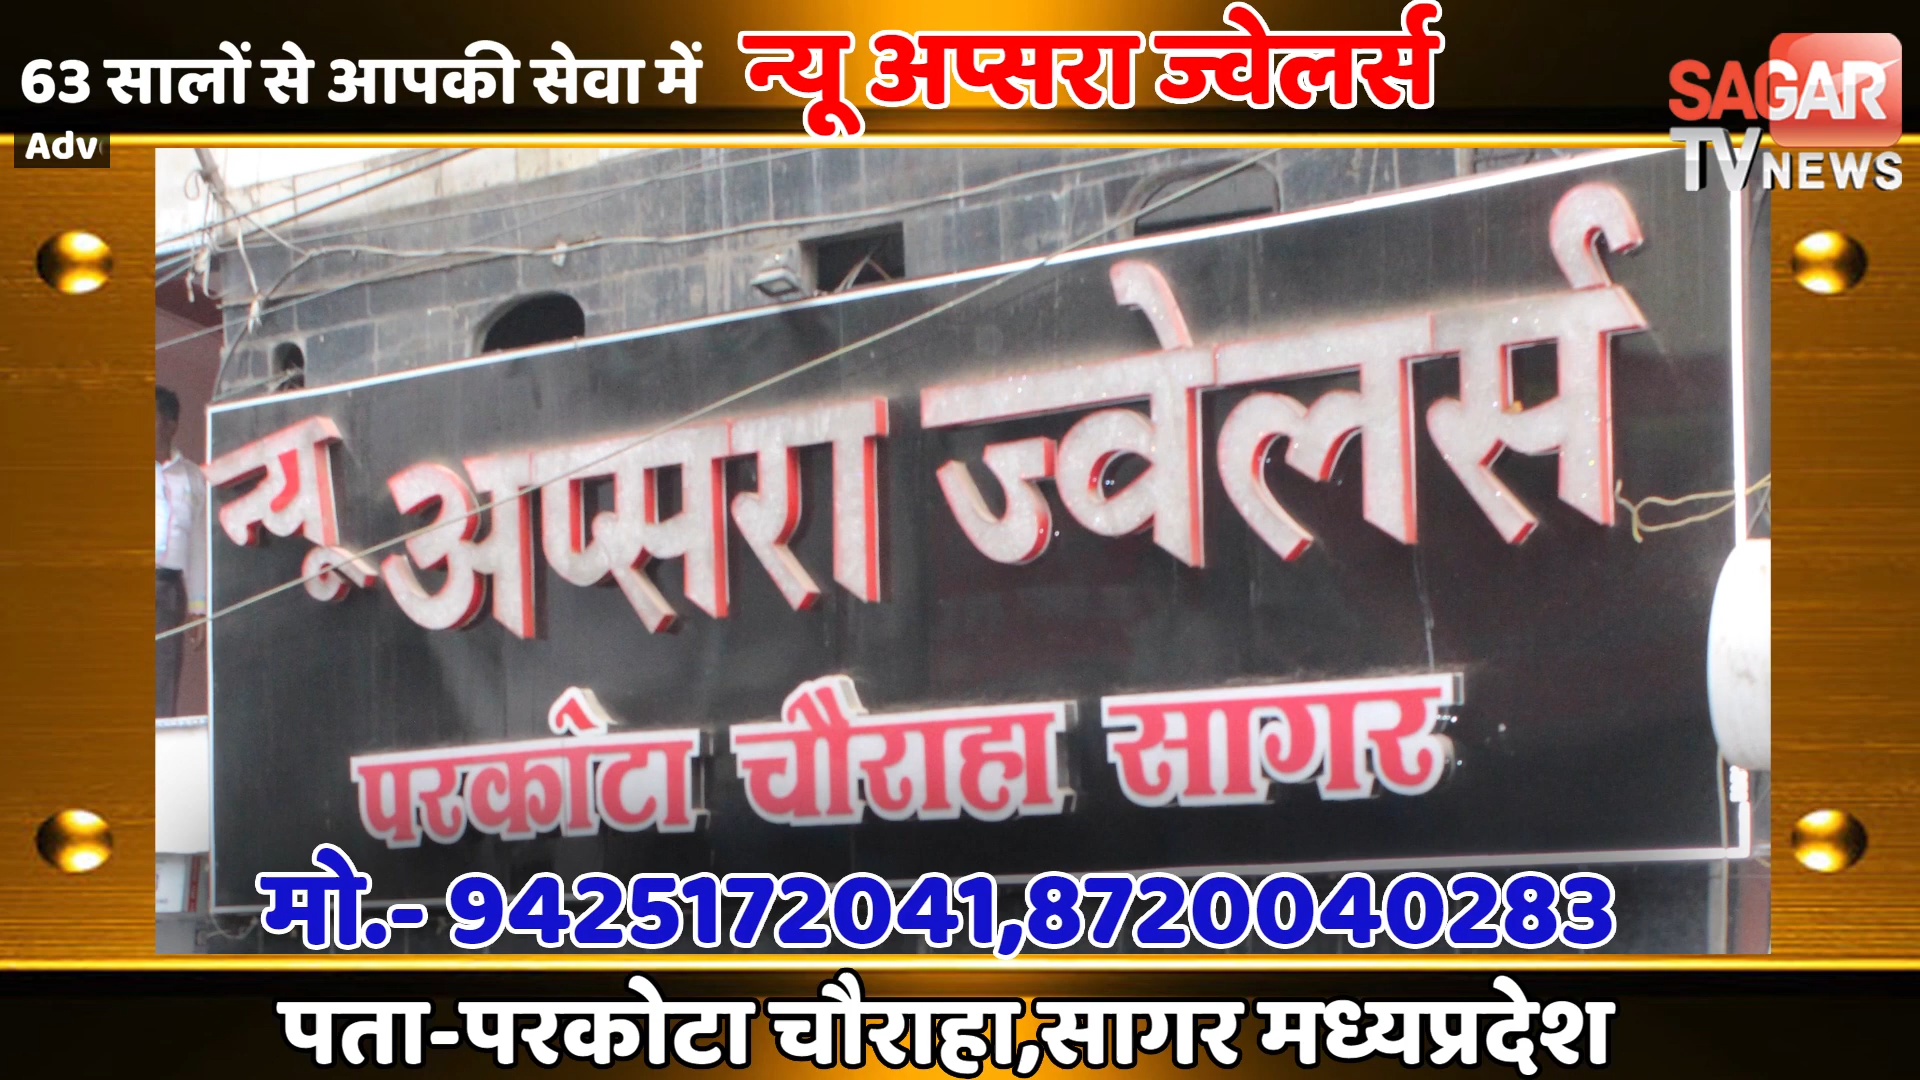 63 सालों से आपकी सेवा में न्यू अप्सरा ज्वेलर्स
SAGAR
TV NEWS
Adv
न्यू अप्सरा ज्वेलर्स
परकोटा चौराहा सागर
मो.- 9425172041,8720040283
पता-परकोटा चौराहा,सागर मध्यप्रदेश